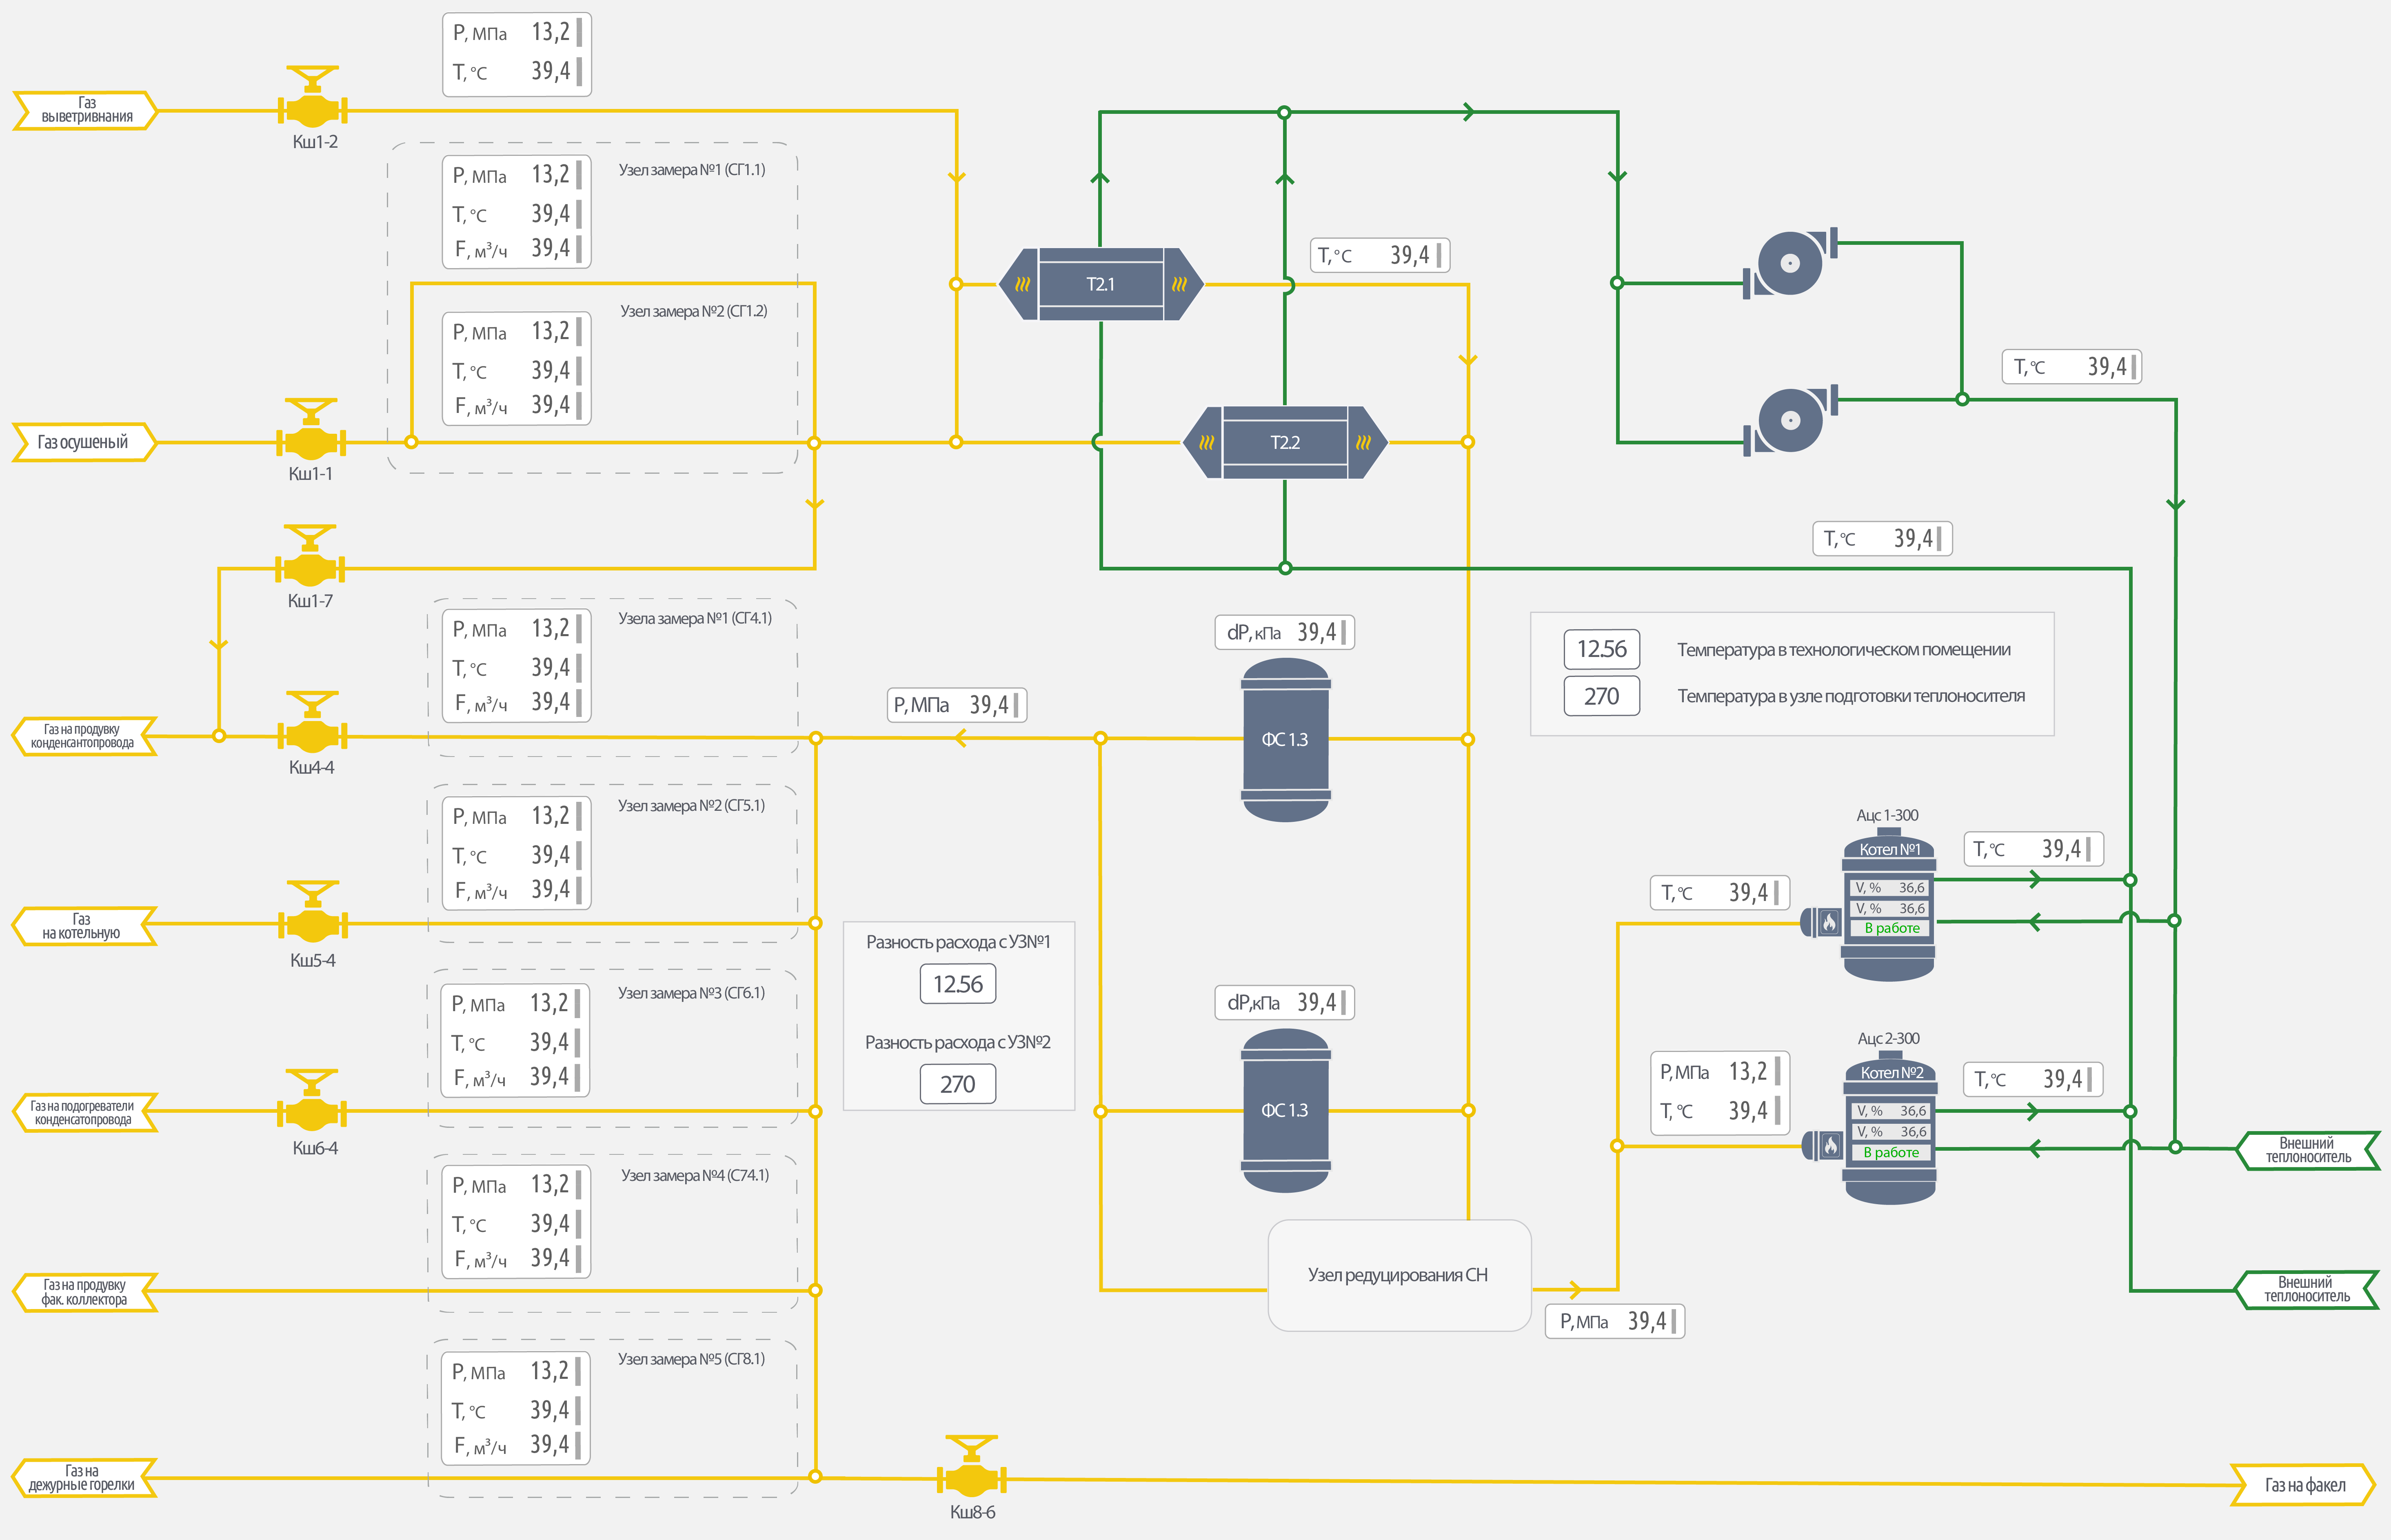 P, МПа 13,2
T, °C 39,4
Газ
выветривнания
Кш1-2
Узел замера №1 (СГ1.1)
P, МПа 13,2
T, °C 39,4
F, м³/ч 39,4
T, °C 39,4
T2.1
Узел замера №2 (СГ1.2)
P, МПа 13,2
T, °C 39,4
F, м³/ч 39,4
T, °C 39,4
Газ осушеный
Кш1-1
T2.2
T, °C 39,4
Кш1-7
Узела замера №1 (СГ4.1)
P, МПа 13,2
T, °C 39,4
F, м³/ч 39,4
dP, кПа 39,4
12.56 Температура в технологическом помещении
270 Температура в узле подготовки теплоносителя
P, МПа 39,4
Газ на продувку
конденсантопровода
Кш4-4
ФС 1.3
Узел замера №2 (СГ5.1)
P, МПа 13,2
T, °C 39,4
F, м³/ч 39,4
Ацс 1-300
Котел №1
T, °C 39,4
T, °C 39,4
V, % 36,6
V, % 36,6
В работе
Газ
на котельную
Кш5-4
Разность расхода с УЗ№1
12.56
Разность расхода с УЗ№2
270
Узел замера №3 (СГ6.1)
P, МПа 13,2
T, °C 39,4
F, м³/ч 39,4
dP,кПа 39,4
Ацс 2-300
Котел №2
P, МПа 13,2
T, °C 39,4
T, °C 39,4
V, % 36,6
V, % 36,6
В работе
Газ на подогреватели
конденсатопровода
Кш6-4
ФС 1.3
Внешний
теплоноситель
Узел замера №4 (С74.1)
P, МПа 13,2
T, °C 39,4
F, м³/ч 39,4
Газ на продувку
фак. коллектора
Узел редуцирования СН
P, МПа 39,4
Внешний
теплоноситель
Узел замера №5 (СГ8.1)
P, МПа 13,2
T, °C 39,4
F, м³/ч 39,4
Газ на
дежурные горелки
Кш8-6
Газ на факел